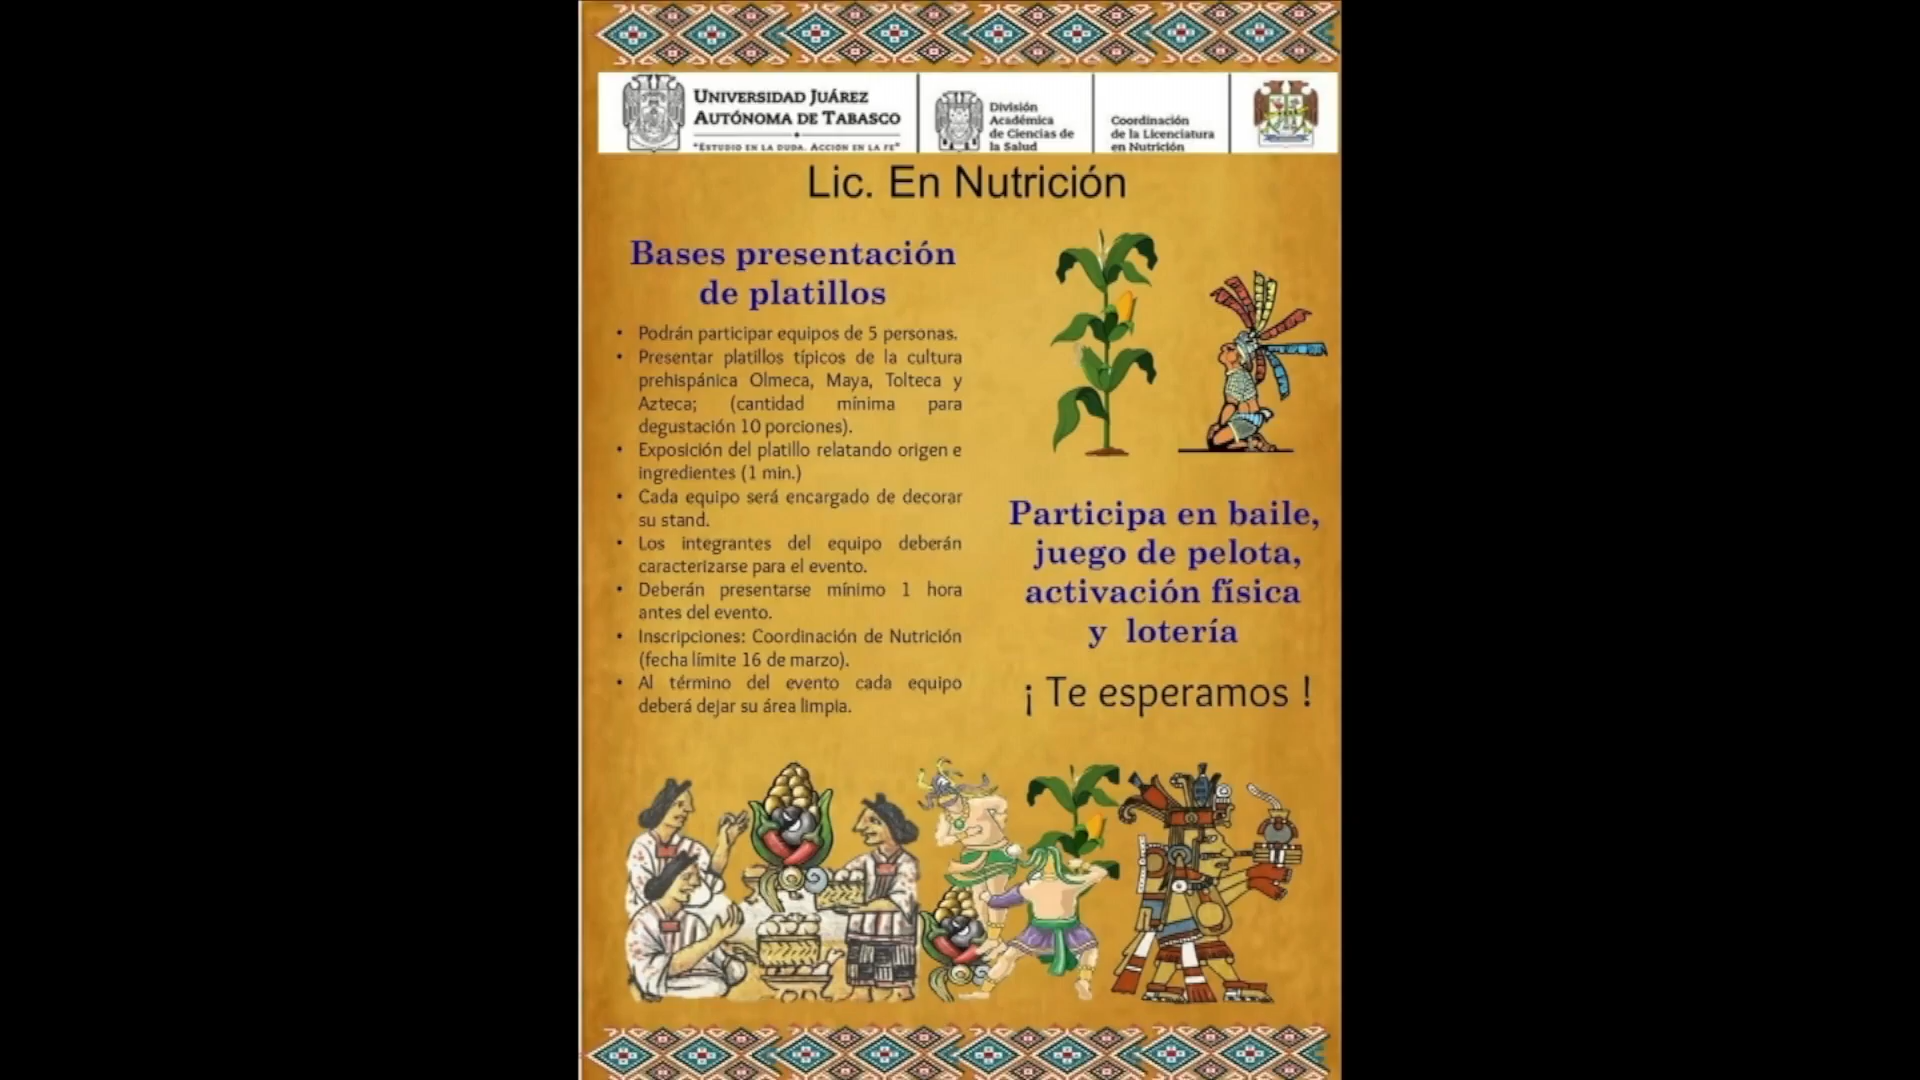 UNIVERSIDAD JUÁREZ
AUTÓNOMA DE TABASCO
"ESTUDIO EN LA DUDA. ACCIÓN EN LA FE"
División
Académica
de Ciencias de
la Salud
Coordinación
de la Licenciatura
en Nutrición
Lic. En Nutrición
Bases presentación
de platillos
• Podrán participar equipos de 5 personas.
• Presentar platillos típicos de la cultura
prehispánica Olmeca, Maya, Tolteca y
Azteca; (cantidad mínima para
degustación 10 porciones).
• Exposición del platillo relatando origen e
ingredientes (1 min.)
• Cada equipo será encargado de decorar
su stand.
• Los integrantes del equipo deberán
caracterizarse para el evento.
• Deberán presentarse mínimo 1 hora
antes del evento.
• Inscripciones: Coordinación de Nutrición
(fecha límite 16 de marzo).
• Al término del evento cada equipo
deberá dejar su área limpia.
Participa en baile,
juego de pelota,
activación física
y lotería
¡ Te esperamos !